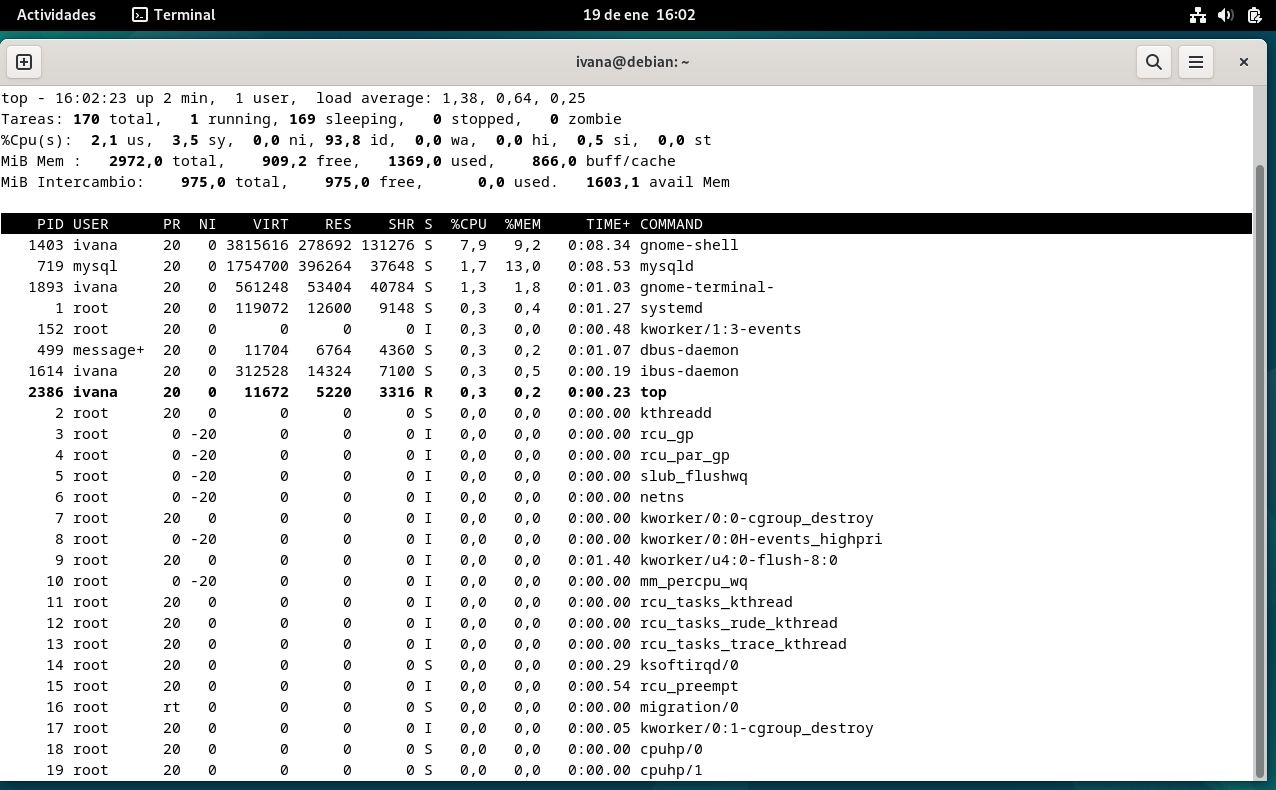 Actividades Terminal 19 de ene 16:02
ivana@debian: ~
top - 16:02:23 up 2 min,  1 user,  load average: 1,38, 0,64, 0,25
Tareas: 170 total,   1 running, 169 sleeping,   0 stopped,   0 zombie
%Cpu(s):  2,1 us,  3,5 sy,  0,0 ni, 93,8 id,  0,0 wa,  0,0 hi,  0,5 si,  0,0 st
MiB Mem :   2972,0 total,    909,2 free,   1369,0 used,    866,0 buff/cache
MiB Intercambio:    975,0 total,    975,0 free,      0,0 used.   1603,1 avail Mem
PID USER      PR  NI    VIRT    RES    SHR S  %CPU  %MEM     TIME+ COMMAND
1403 ivana     20   0 3815616 278692 131276 S   7,9   9,2   0:08.34 gnome-shell
719 mysql     20   0 1754700 396264  37648 S   1,7  13,0   0:08.53 mysqld
1893 ivana     20   0  561248  53404  40784 S   1,3   1,8   0:01.03 gnome-terminal-
1 root      20   0  119072  12600   9148 S   0,3   0,4   0:01.27 systemd
152 root      20   0       0      0      0 I   0,3   0,0   0:00.48 kworker/1:3-events
499 message+  20   0   11704   6764   4360 S   0,3   0,2   0:01.07 dbus-daemon
1614 ivana     20   0  312528  14324   7100 S   0,3   0,5   0:00.19 ibus-daemon
2386 ivana     20   0   11672   5220   3316 R   0,3   0,2   0:00.23 top
2 root      20   0       0      0      0 S   0,0   0,0   0:00.00 kthreadd
3 root       0 -20       0      0      0 I   0,0   0,0   0:00.00 rcu_gp
4 root       0 -20       0      0      0 I   0,0   0,0   0:00.00 rcu_par_gp
5 root       0 -20       0      0      0 I   0,0   0,0   0:00.00 slub_flushwq
6 root       0 -20       0      0      0 I   0,0   0,0   0:00.00 netns
7 root      20   0       0      0      0 I   0,0   0,0   0:00.00 kworker/0:0-cgroup_destroy
8 root       0 -20       0      0      0 I   0,0   0,0   0:00.00 kworker/0:0H-events_highpri
9 root      20   0       0      0      0 I   0,0   0,0   0:01.40 kworker/u4:0-flush-8:0
10 root       0 -20       0      0      0 I   0,0   0,0   0:00.00 mm_percpu_wq
11 root      20   0       0      0      0 I   0,0   0,0   0:00.00 rcu_tasks_kthread
12 root      20   0       0      0      0 I   0,0   0,0   0:00.00 rcu_tasks_rude_kthread
13 root      20   0       0      0      0 I   0,0   0,0   0:00.00 rcu_tasks_trace_kthread
14 root      20   0       0      0      0 S   0,0   0,0   0:00.29 ksoftirqd/0
15 root      20   0       0      0      0 I   0,0   0,0   0:00.54 rcu_preempt
16 root      rt   0       0      0      0 S   0,0   0,0   0:00.00 migration/0
17 root      20   0       0      0      0 I   0,0   0,0   0:00.05 kworker/0:1-cgroup_destroy
18 root      20   0       0      0      0 S   0,0   0,0   0:00.00 cpuhp/0
19 root      20   0       0      0      0 S   0,0   0,0   0:00.00 cpuhp/1